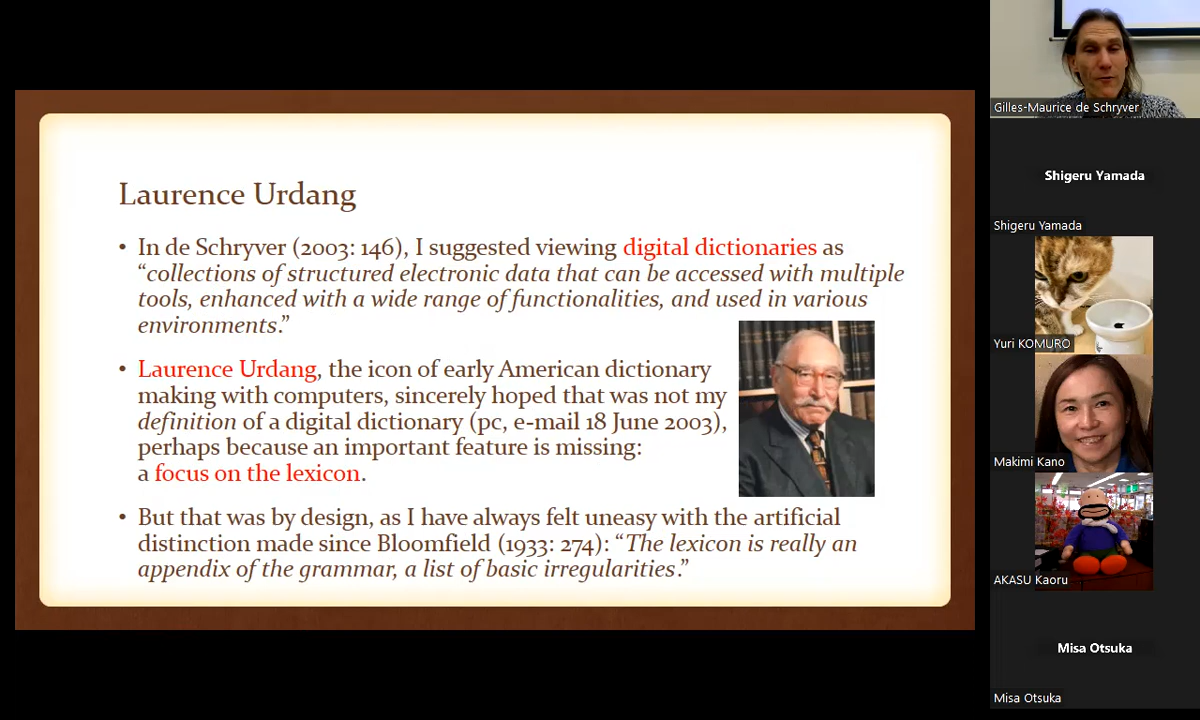 Laurence Urdang
• In de Schryver (2003: 146), I suggested viewing digital dictionaries as
“collections of structured electronic data that can be accessed with multiple
tools, enhanced with a wide range of functionalities, and used in various
environments.”
• Laurence Urdang, the icon of early American dictionary
making with computers, sincerely hoped that was not my
definition of a digital dictionary (pc, e-mail 18 June 2003),
perhaps because an important feature is missing:
a focus on the lexicon.
• But that was by design, as I have always felt uneasy with the artificial
distinction made since Bloomfield (1933: 274): “The lexicon is really an
appendix of the grammar, a list of basic irregularities.”
Gilles-Maurice de Schryver
Shigeru Yamada
Shigeru Yamada
Yuri KOMURO
Makimi Kano
AKASU Kaoru
Misa Otsuka
Misa Otsuka